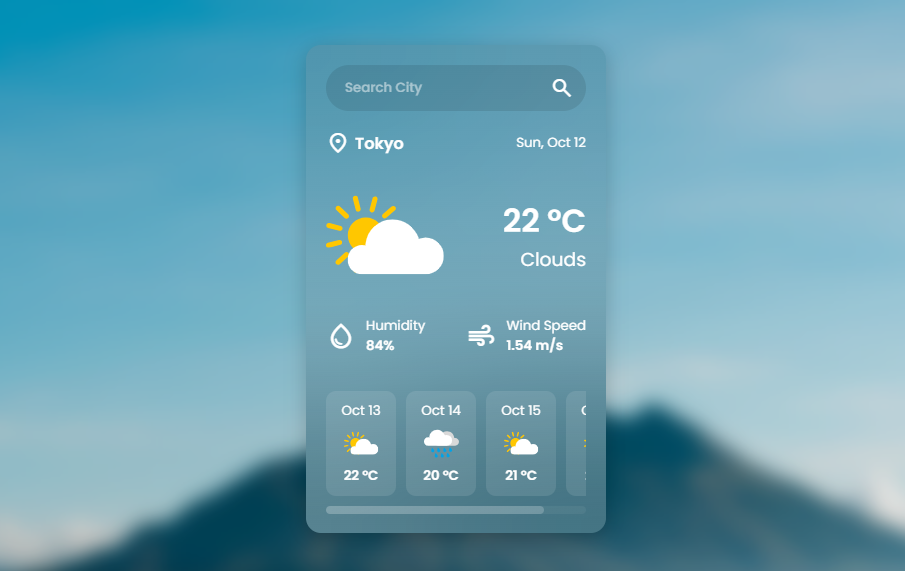 Search City
Tokyo
Sun, Oct 12
22 °C
Clouds
Humidity
84%
Wind Speed
1.54 m/s
Oct 13
22 °C
Oct 14
20 °C
Oct 15
21 °C